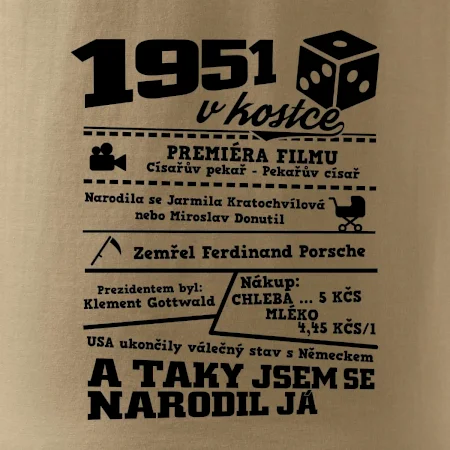 1951
v kostce
PREMIÉRA FILMU
Císařův pekař - Pekařův císař
Narodila se Jarmila Kratochvílová
nebo Miroslav Donutil
Zemřel Ferdinand Porsche
Prezidentem byl:
Klement Gottwald
Nákup:
CHLEBA ... 5 KČS
MLÉKO
4,45 KČS/l
USA ukončily válečný stav s Německem
A TAKY JSEM SE
NARODIL JÁ